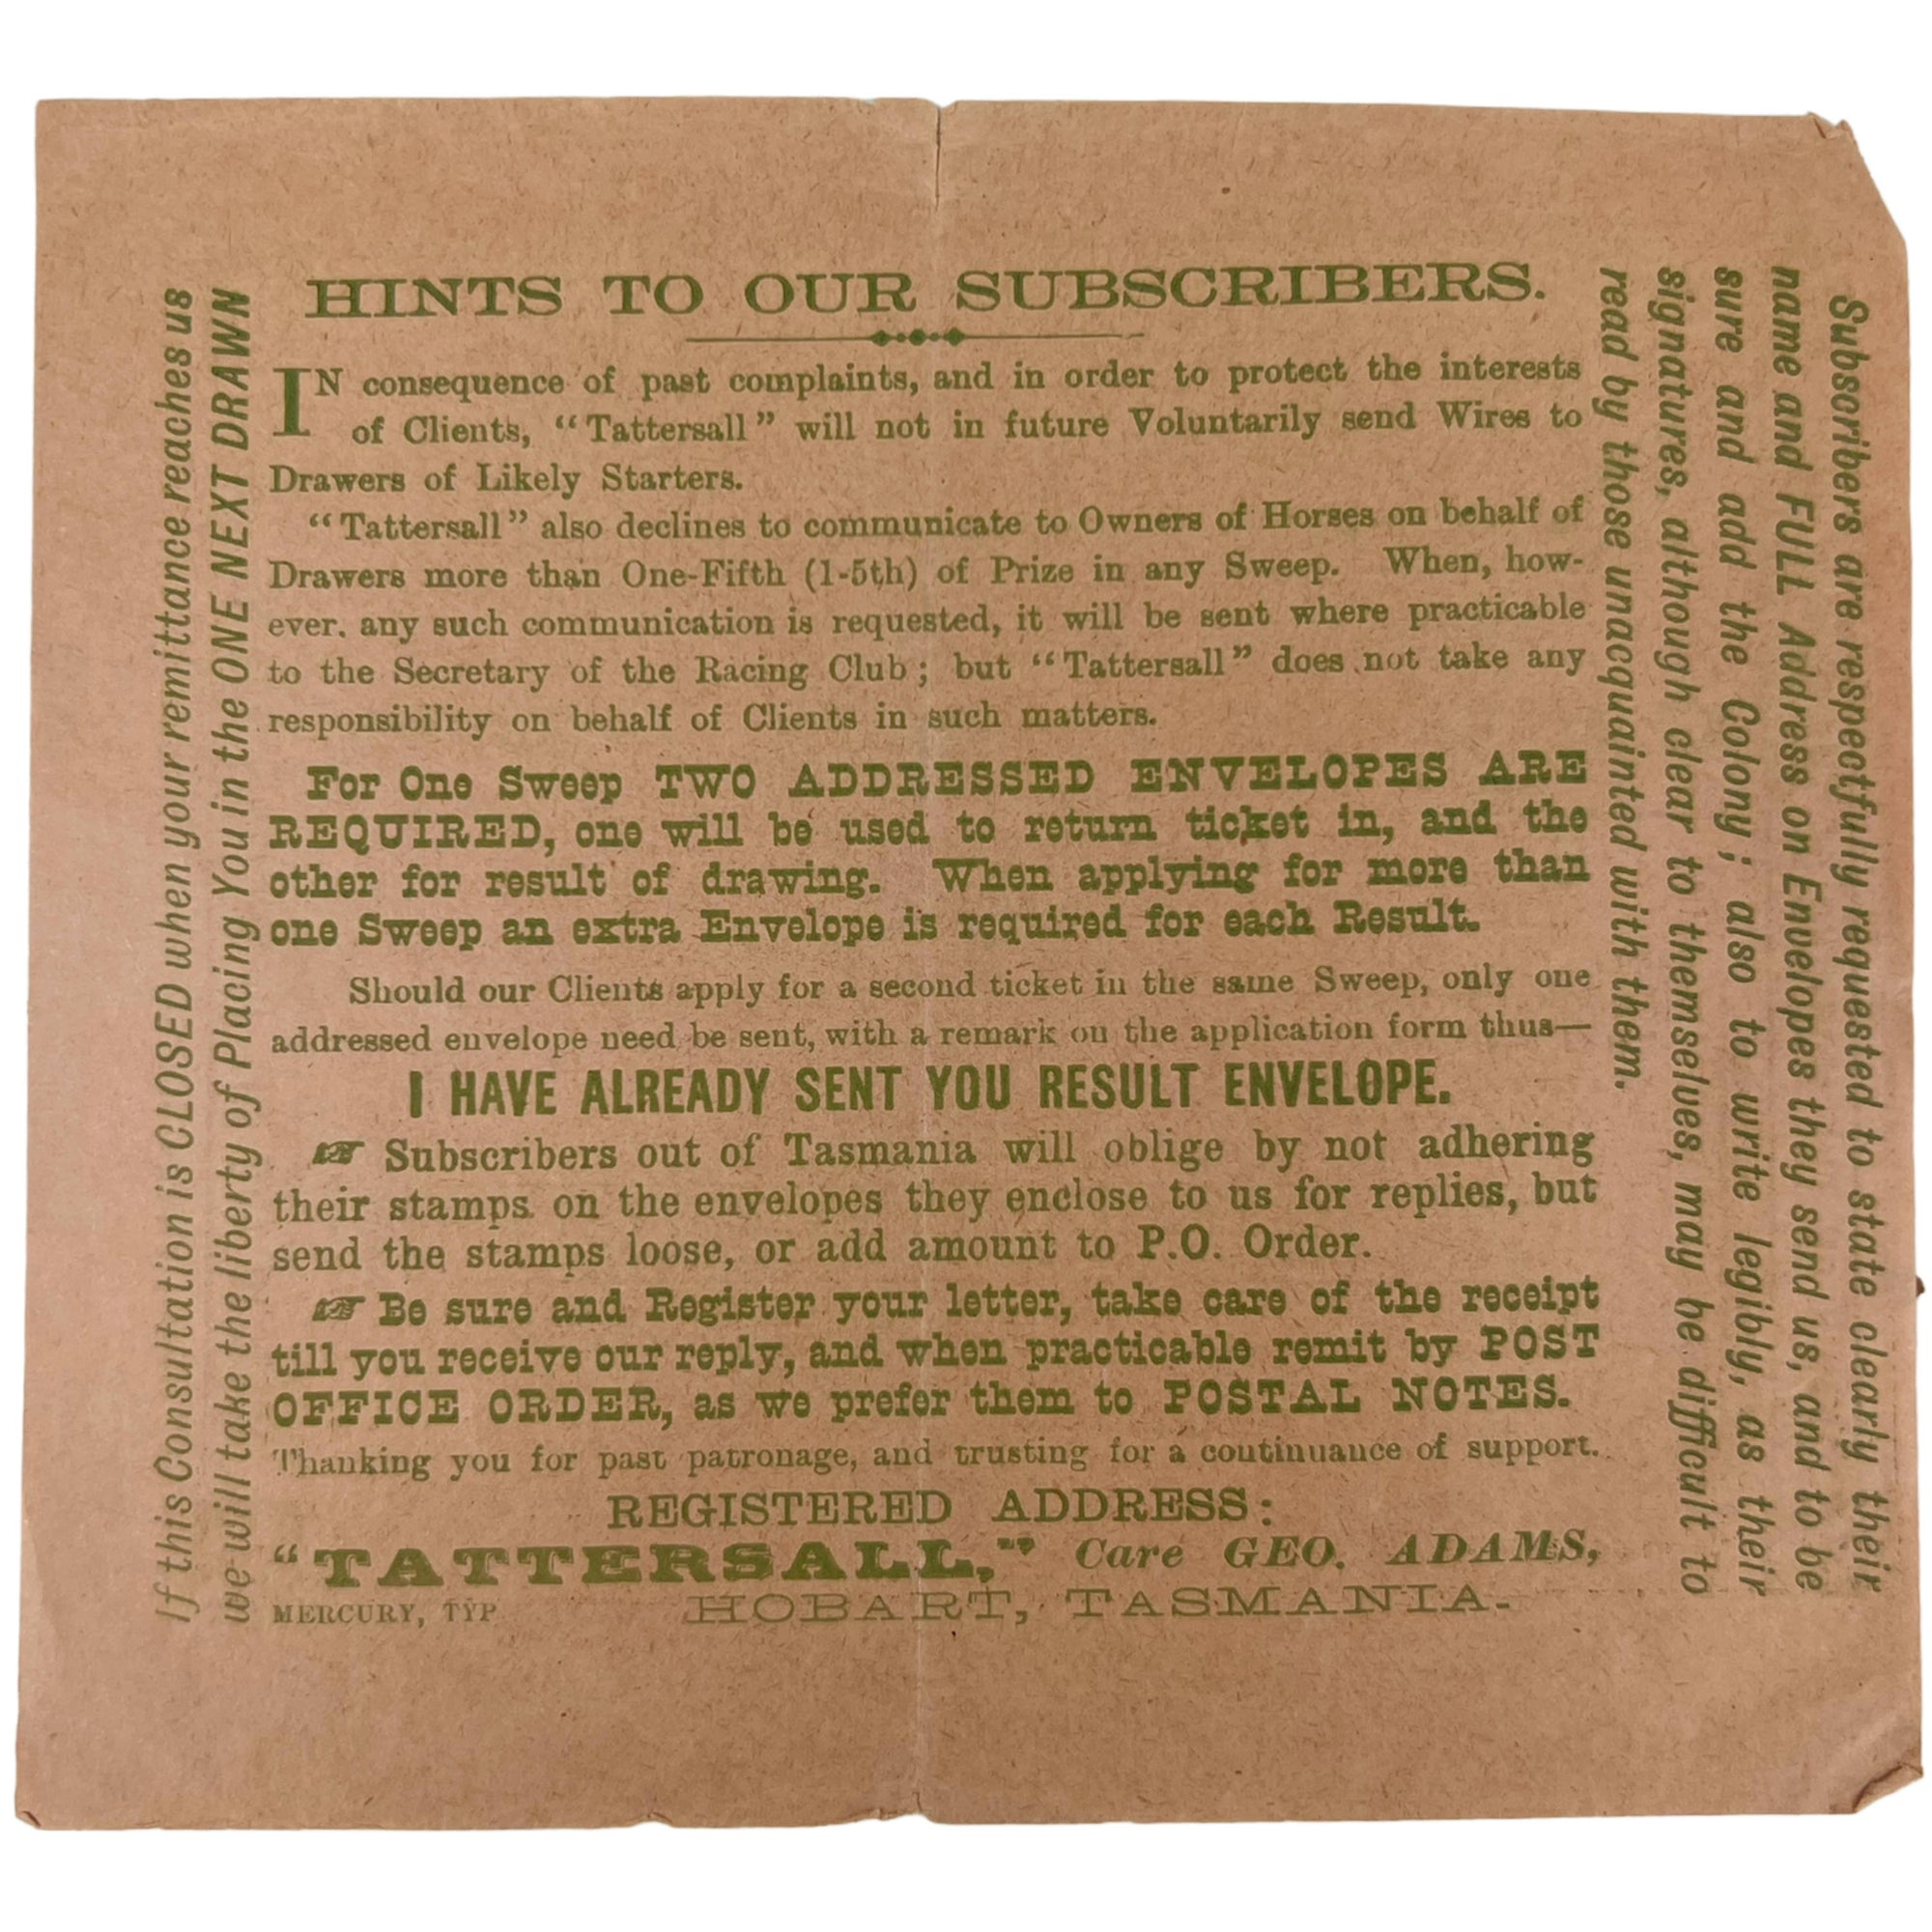 HINTS TO OUR SUBSCRIBERS.
IN consequence of past complaints, and in order to protect the interests
of Clients, "Tattersall" will not in future Voluntarily send Wires to
Drawers of Likely Starters.
"Tattersall" also declines to communicate to Owners of Horses on behalf of
Drawers more than One-Fifth (1-5th) of Prize in any Sweep. When, how-
ever. any such communication is requested, it will be sent where practicable
to the Secretary of the Racing Club; but "Tattersall" does not take any
responsibility on behalf of Clients in such matters.
For One Sweep TWO ADDRESSED ENVELOPES ARE
REQUIRED, one will be used to return ticket in, and the
other for result of drawing. When applying for more than
one Sweep an extra Envelope is required for each Result.
Should our Clients apply for a second ticket in the same Sweep, only one
addressed envelope need be sent, with a remark on the application form thus—
I HAVE ALREADY SENT YOU RESULT ENVELOPE.
☞ Subscribers out of Tasmania will oblige by not adhering
their stamps on the envelopes they enclose to us for replies, but
send the stamps loose, or add amount to P.O. Order.
☞ Be sure and Register your letter, take care of the receipt
till you receive our reply, and when practicable remit by POST
OFFICE ORDER, as we prefer them to POSTAL NOTES.
Thanking you for past patronage, and trusting for a continuance of support.
REGISTERED ADDRESS:
"TATTERSALL," Care GEO. ADAMS,
HOBART, TASMANIA.
MERCURY, TYP
If this Consultation is CLOSED when your remittance reaches us
we will take the liberty of Placing You in the ONE NEXT DRAWN
Subscribers are respectfully requested to state clearly their
name and FULL Address on Envelopes they send us, and to be
sure and add the Colony; also to write legibly, as their
signatures, although clear to themselves, may be difficult to
read by those unacquainted with them.